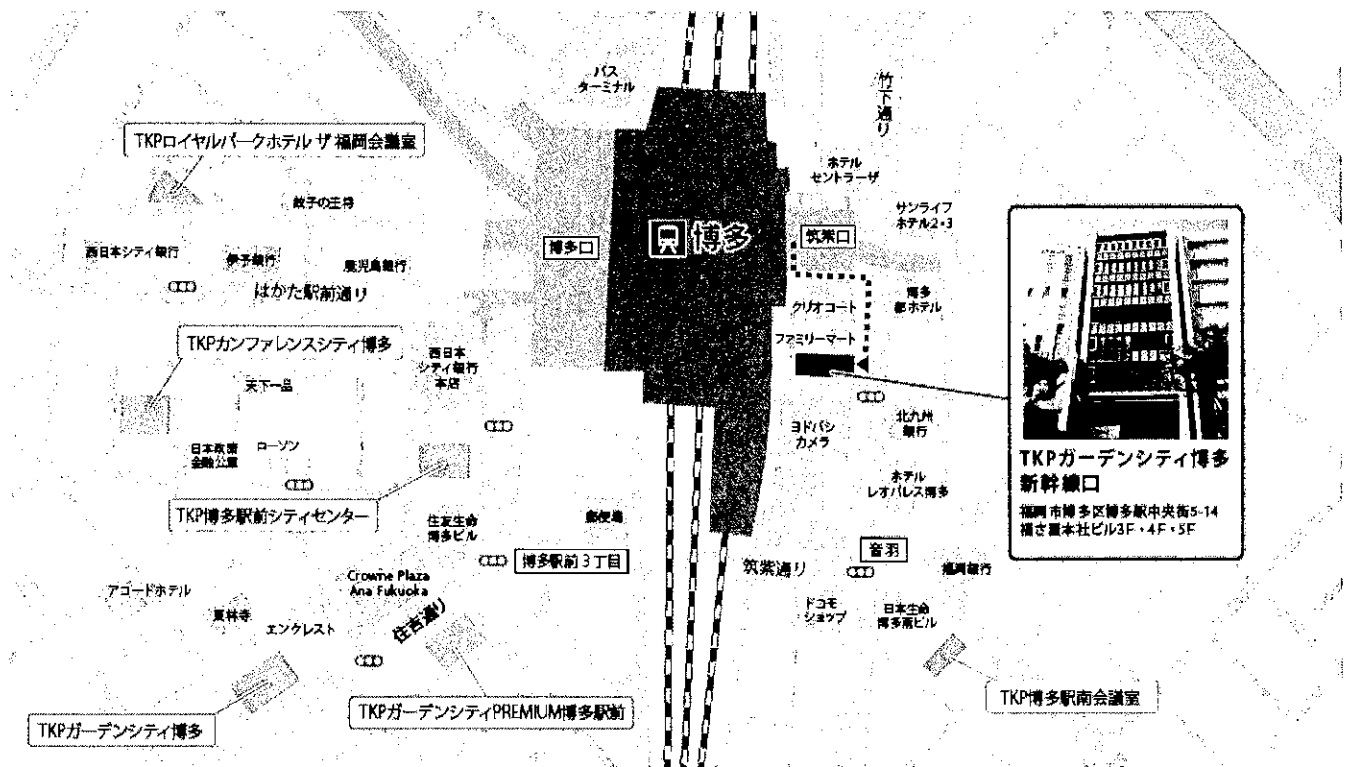 バス
ターミナル
竹下通り
TKPロイヤルパークホテル ザ 福岡会議室
ホテル
セントラーザ
餃子の王将
サンライフ
ホテル2・3
博多
博多口
筑紫口
西日本シティ銀行
伊予銀行
鹿児島銀行
はかた駅前通り
クリオコート
博多
都ホテル
TKPカンファレンスシティ博多
西日本
シティ銀行
本店
ファミリーマート
天下一品
ヨドバシ
カメラ
北九州
銀行
日本政策
金融公庫
ローソン
TKPガーデンシティ博多
新幹線口
福岡市博多区博多駅中央街5-14
福さ屋本社ビル3F・4F・5F
ホテル
レオパレス博多
TKP博多駅前シティセンター
住友生命
博多ビル
郵便局
音羽
博多駅前3丁目
筑紫通り
福岡銀行
Crowne Plaza
Ana Fukuoka
アゴードホテル
東林寺
エンクレスト
住吉通り
ドコモ
ショップ
日本生命
博多南ビル
TKPガーデンシティPREMIUM博多駅前
TKP博多駅南会議室
TKPガーデンシティ博多